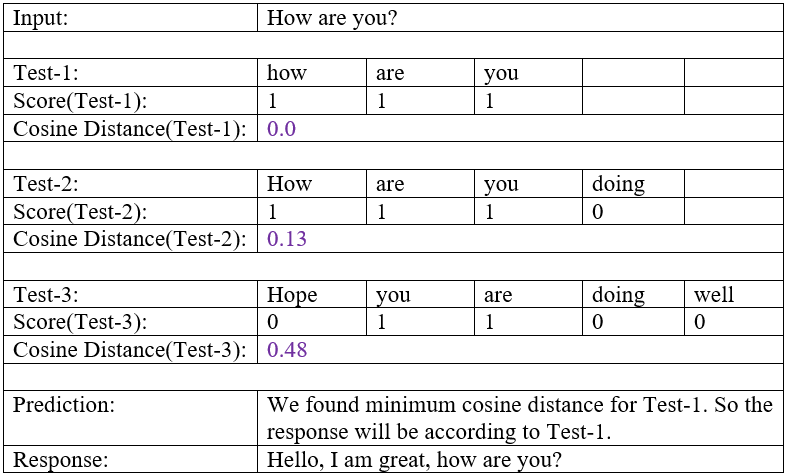 Input: How are you?
Test-1: how are you
Score(Test-1): 1 1 1
Cosine Distance(Test-1): 0.0
Test-2: How are you doing
Score(Test-2): 1 1 1 0
Cosine Distance(Test-2): 0.13
Test-3: Hope you are doing well
Score(Test-3): 0 1 1 0 0
Cosine Distance(Test-3): 0.48
Prediction: We found minimum cosine distance for Test-1. So the
response will be according to Test-1.
Response: Hello, I am great, how are you?